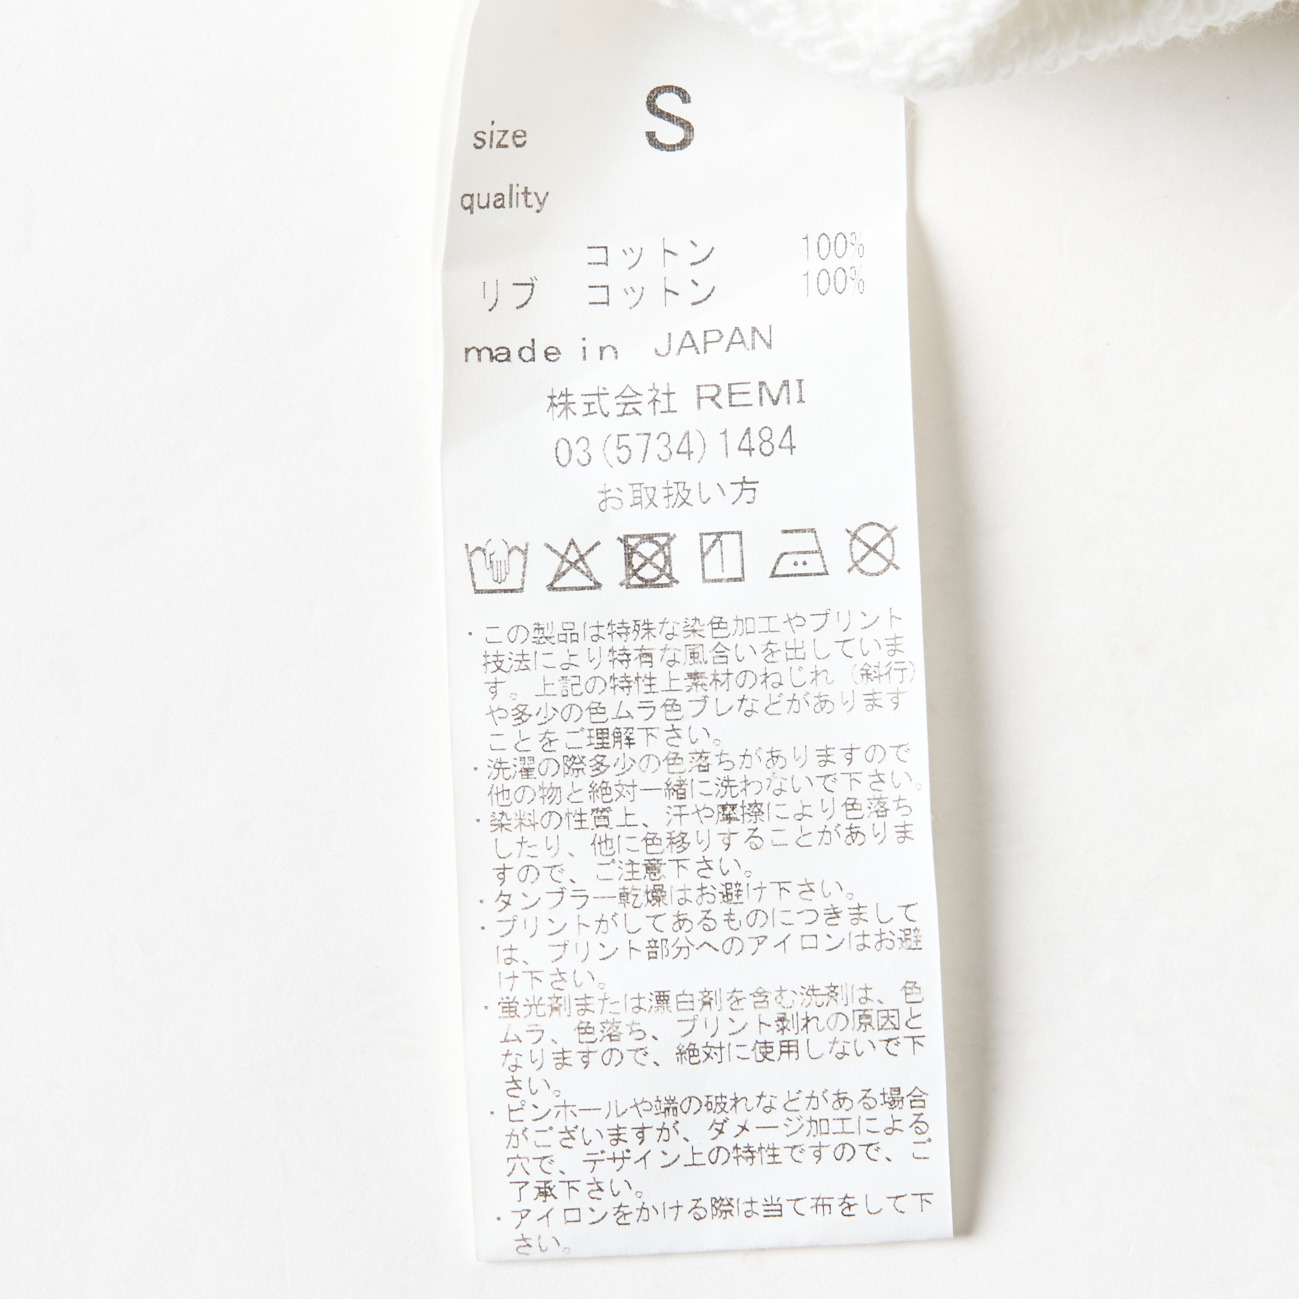 size S
quality
コットン 100%
リブ コットン 100%
made in JAPAN
株式会社 REMI
03(5734)1484
お取扱い方
・この製品は特殊な染色加工やプリント
技法により特有な風合いを出していま
す。上記の特性上素材のねじれ（斜行）
や多少の色ムラ色ブレなどがあります
ことをご理解下さい。
・洗濯の際多少の色落ちがありますので
他の物と絶対一緒に洗わないで下さい。
・染料の性質上、汗や摩擦により色落ち
したり、他に色移りすることがありま
すので、ご注意下さい。
・タンブラー乾燥はお避け下さい。
・プリントがしてあるものにつきまして
は、プリント部分へのアイロンはお避
け下さい。
・蛍光剤または漂白剤を含む洗剤は、色
ムラ、色落ち、プリント剥れの原因と
なりますので、絶対に使用しないで下
さい。
・ピンホールや端の破れなどがある場合
がございますが、ダメージ加工による
穴で、デザイン上の特性ですので、ご
了承下さい。
・アイロンをかける際は当て布をして下
さい。